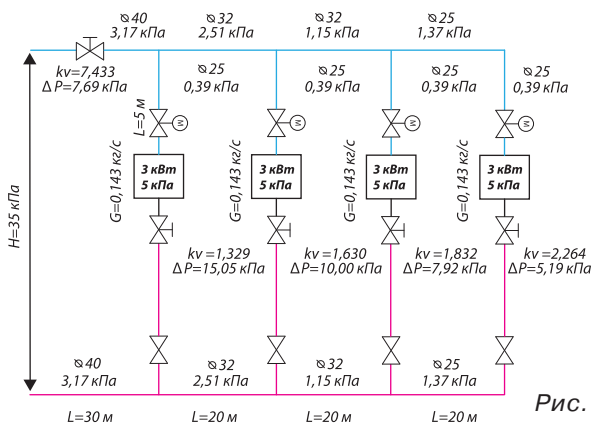 ⌀40
3,17 кПа
⌀32
2,51 кПа
⌀32
1,15 кПа
⌀25
1,37 кПа
kv=7,433
ΔP=7,69 кПа
⌀25
0,39 кПа
⌀25
0,39 кПа
⌀25
0,39 кПа
⌀25
0,39 кПа
L=5 м
M
M
M
M
H=35 кПа
G=0,143 кг/с
3 кВт
5 кПа
G=0,143 кг/с
3 кВт
5 кПа
G=0,143 кг/с
3 кВт
5 кПа
G=0,143 кг/с
3 кВт
5 кПа
kv=1,329
ΔP=15,05 кПа
kv=1,630
ΔP=10,00 кПа
kv=1,832
ΔP=7,92 кПа
kv=2,264
ΔP=5,19 кПа
⌀40
3,17 кПа
⌀32
2,51 кПа
⌀32
1,15 кПа
⌀25
1,37 кПа
L=30 м
L=20 м
L=20 м
L=20 м
Рис.